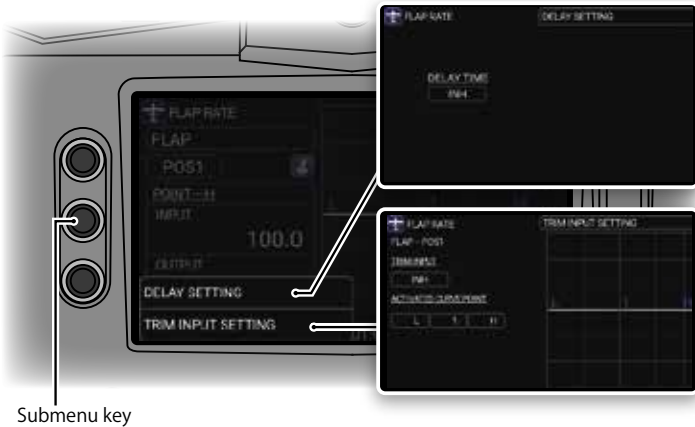 FLAP RATE
FLAP
POS1
POINT-H
INPUT
100.0
OUTPUT
DELAY SETTING
TRIM INPUT SETTING
FLAP RATE
DELAY SETTING
DELAY TIME
INH
FLAP RATE
TRIM INPUT SETTING
FLAP - POS1
TRIM INPUT
INH
ACTIVATED CURVE POINT
L
1
H
Submenu key